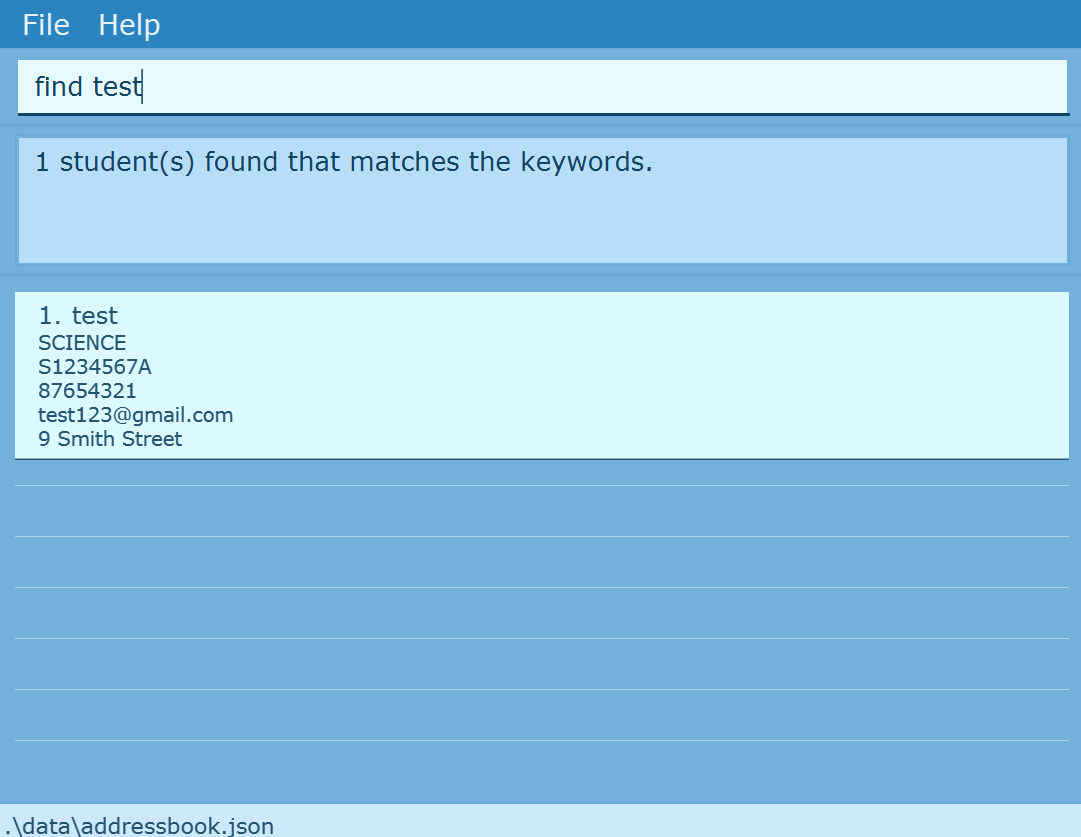 File Help
find test
1 student(s) found that matches the keywords.
1. test
SCIENCE
S1234567A
87654321
test123@gmail.com
9 Smith Street
.\data\addressbook.json